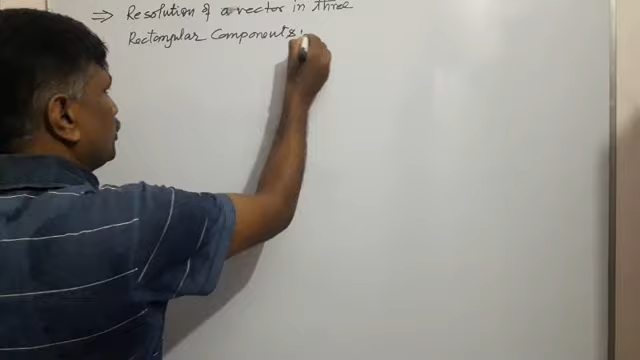 ⇒ Resolution of a vector in three
Rectangular Components: